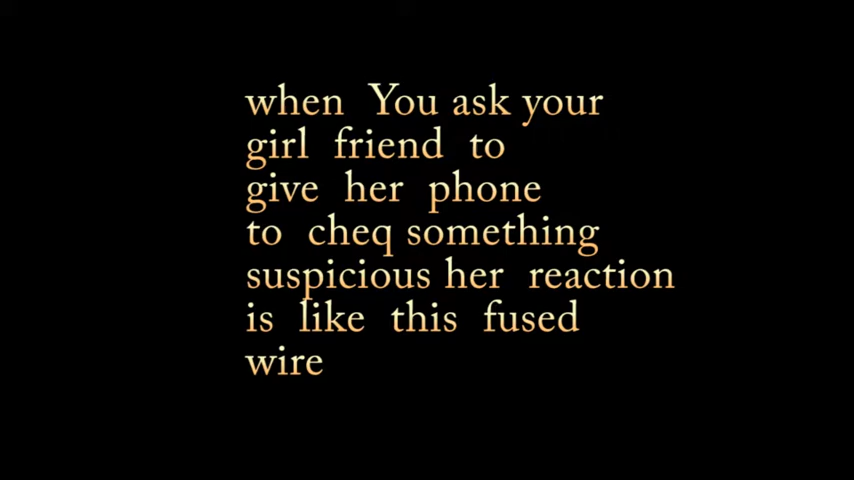 when You ask your
girl friend to
give her phone
to cheq something
suspicious her reaction
is like this fused
wire